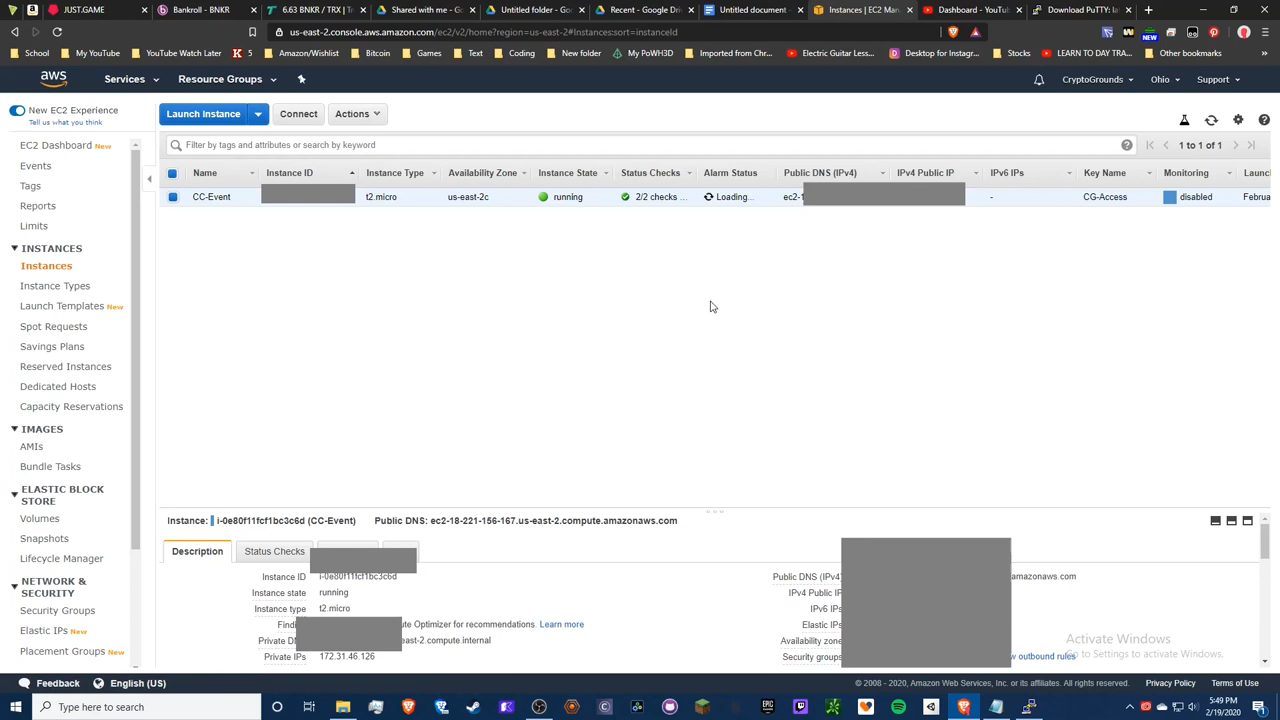 JUST.GAME
Bankroll - BNKR
6.63 BNKR / TRX | Tr
Shared with me - G
Untitled folder - Goo
Recent - Google Driv
Untitled document -
Instances | EC2 Man
Dashboard - YouTub
Download PuTTY: lat
us-east-2.console.aws.amazon.com/ec2/v2/home?region=us-east-2#Instances:sort=instanceId
NEW
School
My YouTube
YouTube Watch Later
5
Amazon/Wishlist
Bitcoin
Text
Coding
My PoWH3D
Imported from Chr...
Electric Guitar Less...
Desktop for Instagr...
Stocks
LEARN TO DAY TRA...
Other bookmarks
aws
Services
Resource Groups
CryptoGrounds
Ohio
Support
New EC2 Experience
Tell us what you think
Launch Instance
Connect
Actions
EC2 Dashboard New
Filter by tags and attributes or search by keyword
1 to 1 of 1
Events
Name
Instance ID
Instance Type
Availability Zone
Instance State
Status Checks
Alarm Status
Public DNS (IPv4)
IPv4 Public IP
IPv6 IPs
Key Name
Monitoring
Launch
Tags
CC-Event
t2.micro
us-east-2c
running
2/2 checks ...
Loading...
ec2-1
-
CG-Access
disabled
Februa
Reports
Limits
INSTANCES
Instances
Instance Types
Launch Templates New
Spot Requests
Savings Plans
Reserved Instances
Dedicated Hosts
Capacity Reservations
IMAGES
AMIs
Bundle Tasks
ELASTIC BLOCK
STORE
Volumes
Snapshots
Lifecycle Manager
NETWORK &
SECURITY
Security Groups
Elastic IPs New
Placement Groups New
Instance: i-0e80f11fcf1bc3c6d (CC-Event)
Public DNS: ec2-18-221-156-167.us-east-2.compute.amazonaws.com
Description
Status Checks
Instance ID
i-0e80f11fcf1bc3c6d
Public DNS (IPv4)
amazonaws.com
Instance state
running
IPv4 Public IP
Instance type
t2.micro
IPv6 IPs
Findi
ute Optimizer for recommendations. Learn more
Elastic IPs
Private D
east-2.compute.internal
Availability zone
Private IPs
172.31.46.126
Security groups
w outbound rules
Activate Windows
Go to Settings to activate Windows.
Feedback
English (US)
© 2008 - 2020, Amazon Web Services, Inc. or its affiliates. All rights reserved.
Privacy Policy
Terms of Use
Type here to search
5:49 PM
2/19/2020